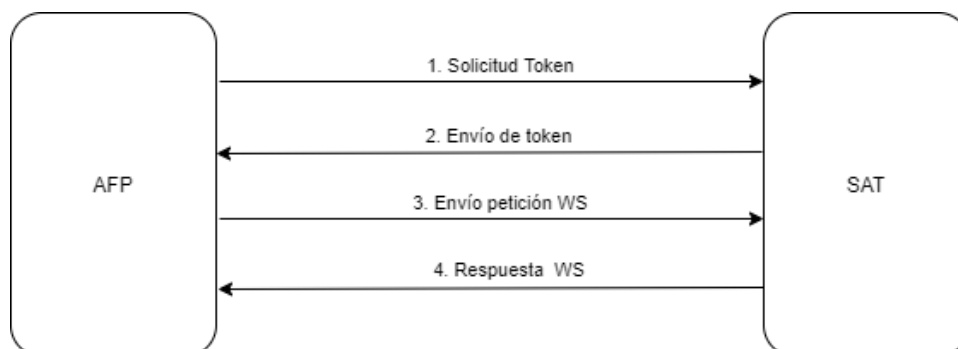 1. Solicitud Token
2. Envío de token
AFP
SAT
3. Envío petición WS
4. Respuesta WS